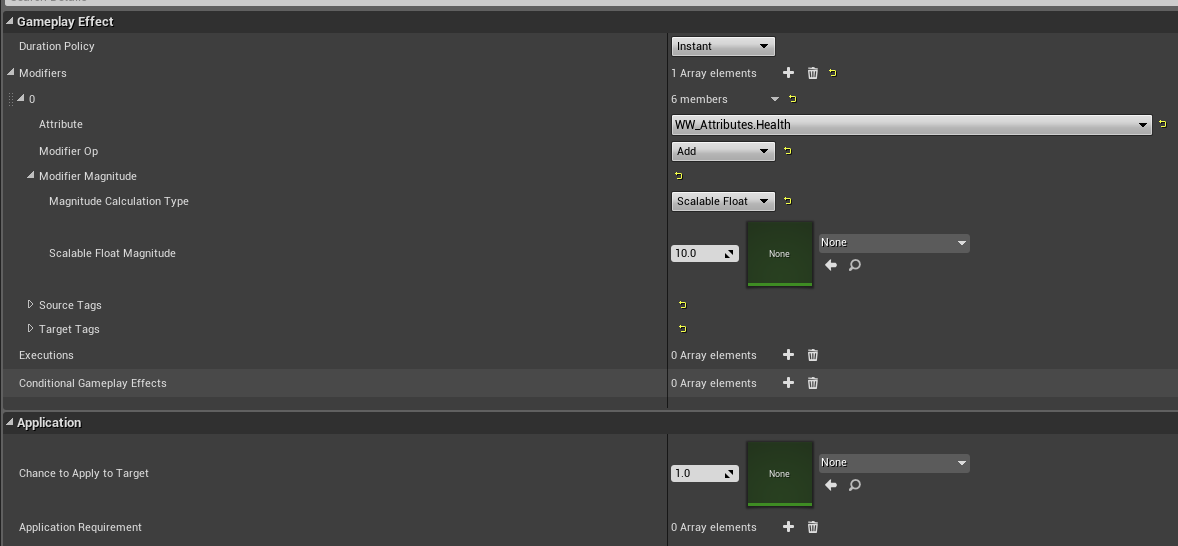 Gameplay Effect
Duration Policy Instant
Modifiers 1 Array elements
0 6 members
Attribute WW_Attributes.Health
Modifier Op Add
Modifier Magnitude
Magnitude Calculation Type Scalable Float
Scalable Float Magnitude 10.0 None None
Source Tags
Target Tags
Executions 0 Array elements
Conditional Gameplay Effects 0 Array elements
Application
Chance to Apply to Target 1.0 None None
Application Requirement 0 Array elements